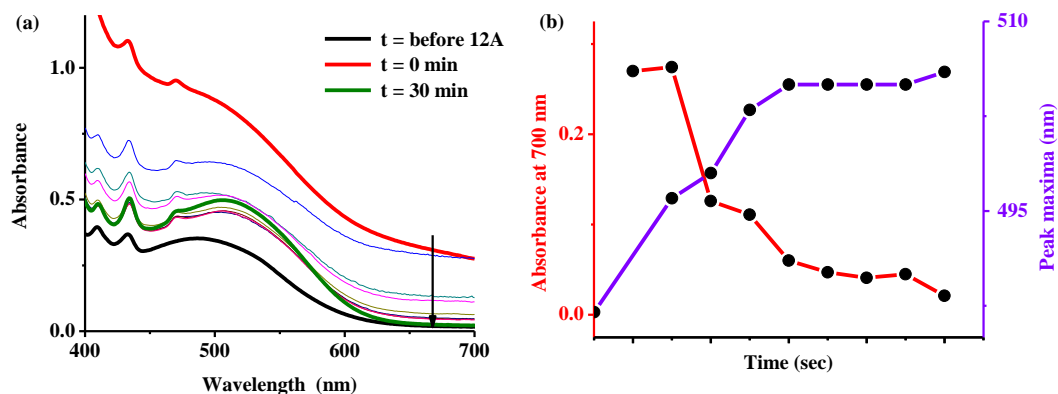 (a)
t = before 12A
t = 0 min
t = 30 min
1.0
0.5
0.0
Absorbance
400
500
600
700
Wavelength (nm)
(b)
0.2
0.0
Absorbance at 700 nm
510
495
Peak maxima (nm)
Time (sec)